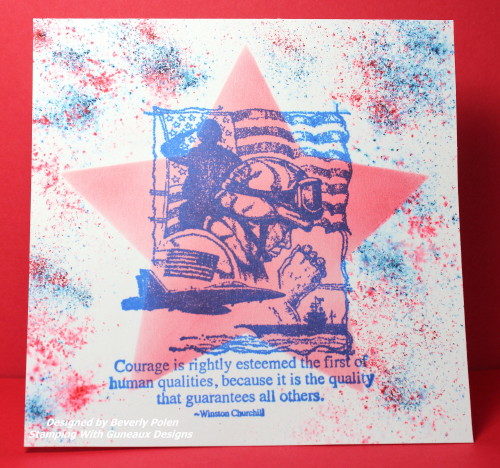 Courage is rightly esteemed the first of
human qualities, because it is the quality
that guarantees all others.
~Winston Churchill
Designed by Beverly Polen
Stamping With Guneaux Designs